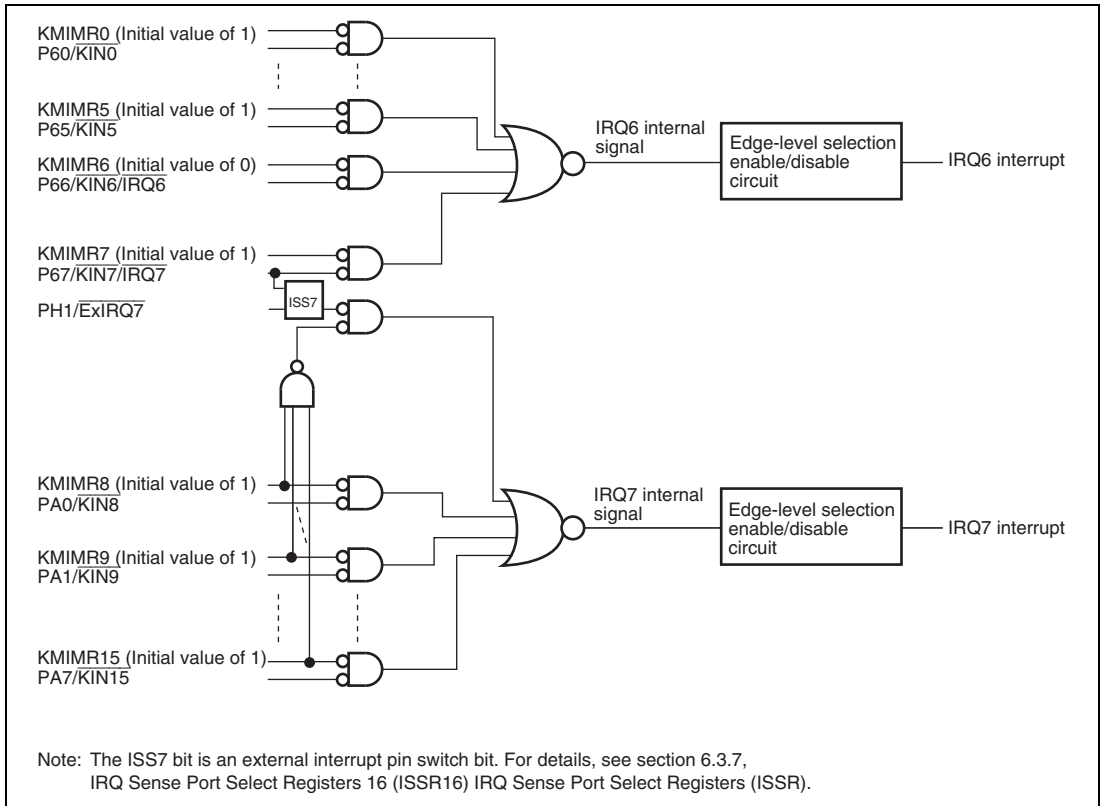 KMIMR0 (Initial value of 1)
P60/KIN0
KMIMR5 (Initial value of 1)
P65/KIN5
KMIMR6 (Initial value of 0)
P66/KIN6/IRQ6
KMIMR7 (Initial value of 1)
P67/KIN7/IRQ7
PH1/ExIRQ7
ISS7
IRQ6 internal
signal
Edge-level selection
enable/disable
circuit
IRQ6 interrupt
KMIMR8 (Initial value of 1)
PA0/KIN8
KMIMR9 (Initial value of 1)
PA1/KIN9
KMIMR15 (Initial value of 1)
PA7/KIN15
IRQ7 internal
signal
Edge-level selection
enable/disable
circuit
IRQ7 interrupt
Note: The ISS7 bit is an external interrupt pin switch bit. For details, see section 6.3.7,
IRQ Sense Port Select Registers 16 (ISSR16) IRQ Sense Port Select Registers (ISSR).